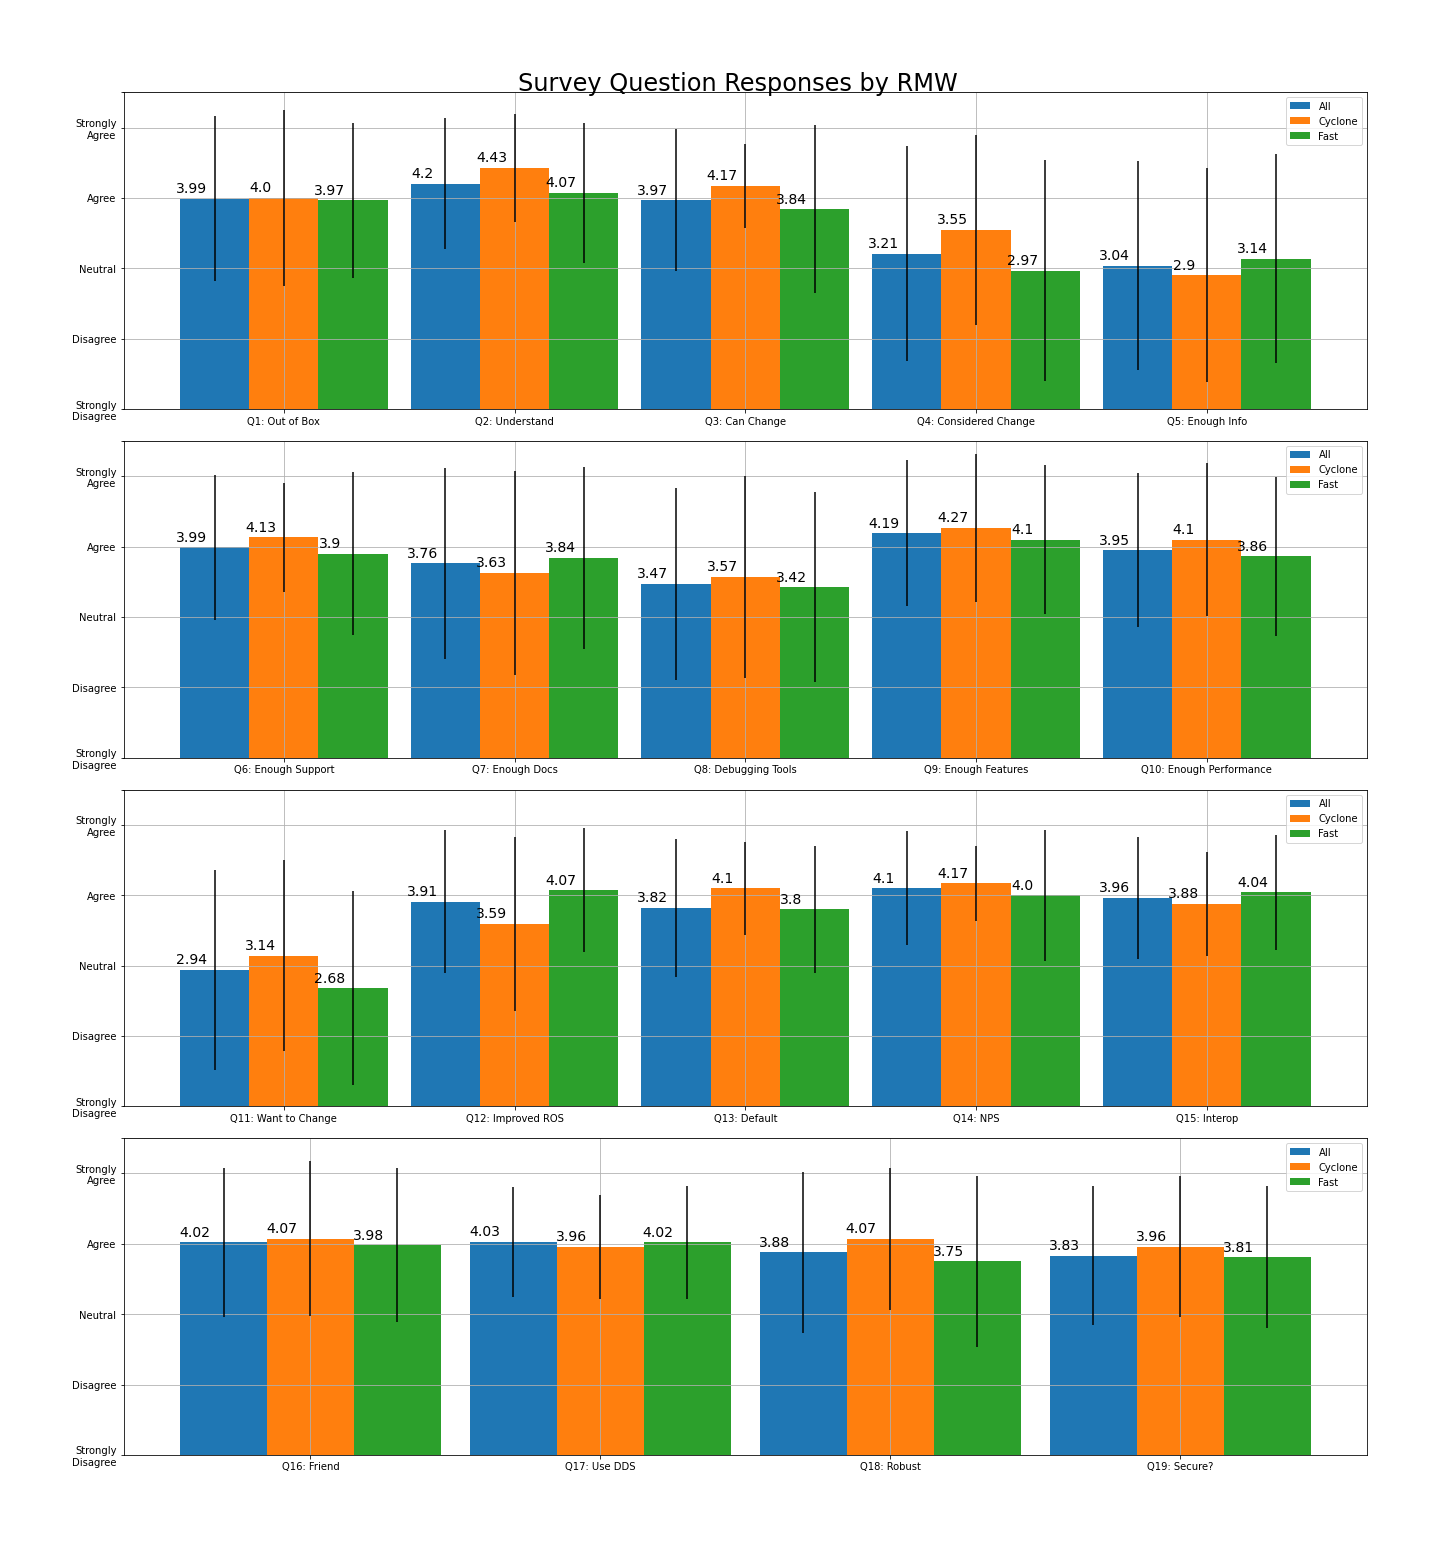 Survey Question Responses by RMW
All
Cyclone
Fast
Strongly
Agree
Agree
Neutral
Disagree
Strongly
Disagree
3.99 4.0 3.97 4.2 4.43 4.07 3.97 4.17 3.84 3.21 3.55 2.97 3.04 2.9 3.14
Q1: Out of Box Q2: Understand Q3: Can Change Q4: Considered Change Q5: Enough Info
All
Cyclone
Fast
Strongly
Agree
Agree
Neutral
Disagree
Strongly
Disagree
3.99 4.13 3.9 3.76 3.63 3.84 3.47 3.57 3.42 4.19 4.27 4.1 3.95 4.1 3.86
Q6: Enough Support Q7: Enough Docs Q8: Debugging Tools Q9: Enough Features Q10: Enough Performance
All
Cyclone
Fast
Strongly
Agree
Agree
Neutral
Disagree
Strongly
Disagree
2.94 3.14 2.68 3.91 3.59 4.07 3.82 4.1 3.8 4.1 4.17 4.0 3.96 3.88 4.04
Q11: Want to Change Q12: Improved ROS Q13: Default Q14: NPS Q15: Interop
All
Cyclone
Fast
Strongly
Agree
Agree
Neutral
Disagree
Strongly
Disagree
4.02 4.07 3.98 4.03 3.96 4.02 3.88 4.07 3.75 3.83 3.96 3.81
Q16: Friend Q17: Use DDS Q18: Robust Q19: Secure?